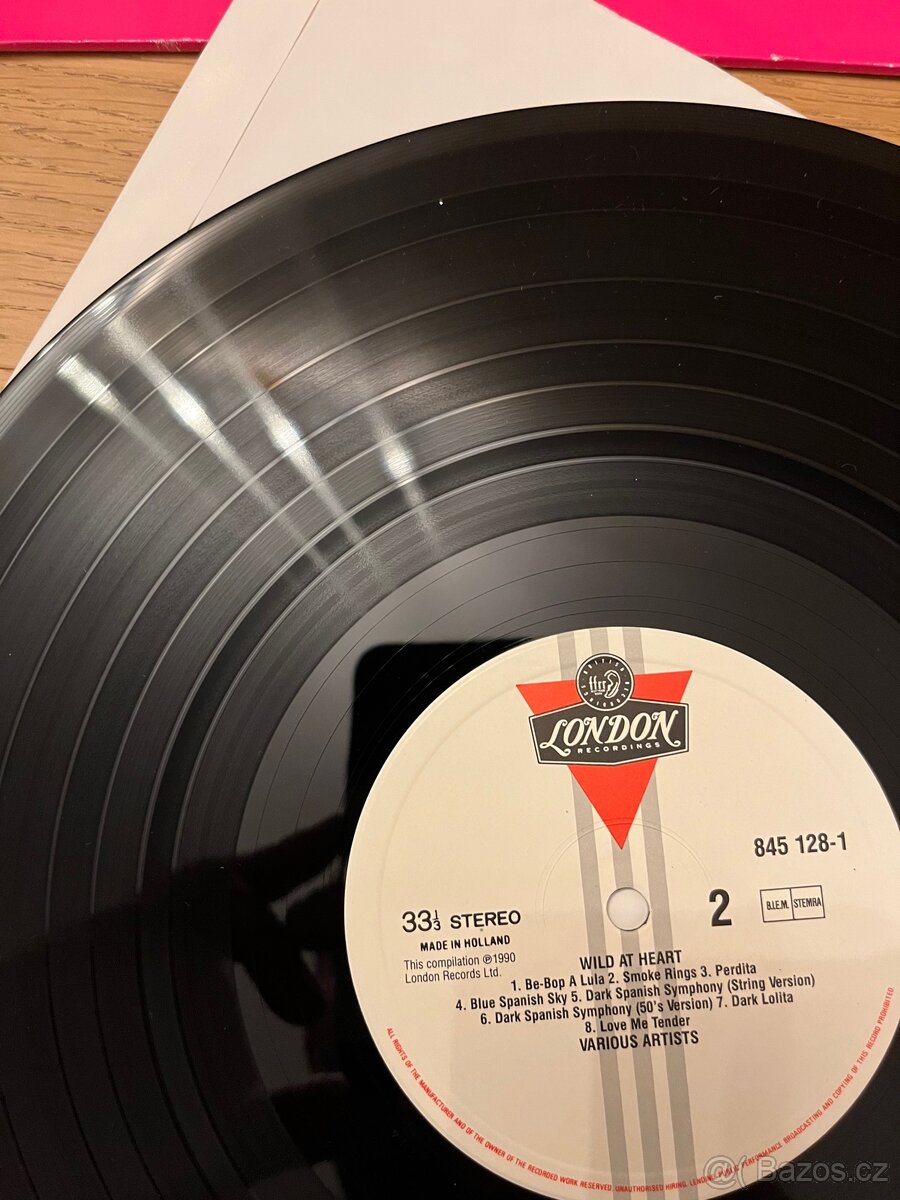 BRITISH RECORDINGS
ffrr
LONDON
RECORDINGS
845 128-1
33⅓ STEREO
2
B.I.E.M. STEMRA
MADE IN HOLLAND
This compilation ℗1990
London Records Ltd.
WILD AT HEART
1. Be-Bop A Lula 2. Smoke Rings 3. Perdita
4. Blue Spanish Sky 5. Dark Spanish Symphony (String Version)
6. Dark Spanish Symphony (50's Version) 7. Dark Lolita
8. Love Me Tender
VARIOUS ARTISTS
ALL RIGHTS OF THE MANUFACTURER AND OF THE OWNER OF THE RECORDED WORK RESERVED. UNAUTHORISED HIRING, LENDING, PUBLIC PERFORMANCE, BROADCASTING AND COPYING OF THIS RECORD PROHIBITED.
@ Bazos.cz